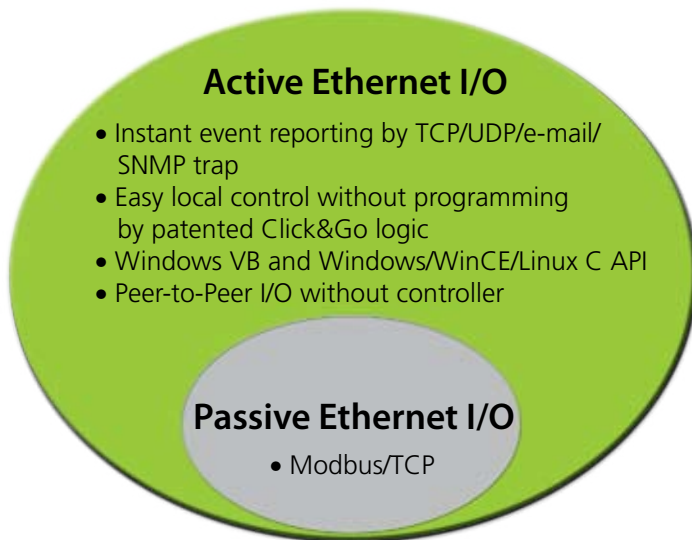 Active Ethernet I/O
• Instant event reporting by TCP/UDP/e-mail/
SNMP trap
• Easy local control without programming
by patented Click&Go logic
• Windows VB and Windows/WinCE/Linux C API
• Peer-to-Peer I/O without controller
Passive Ethernet I/O
• Modbus/TCP